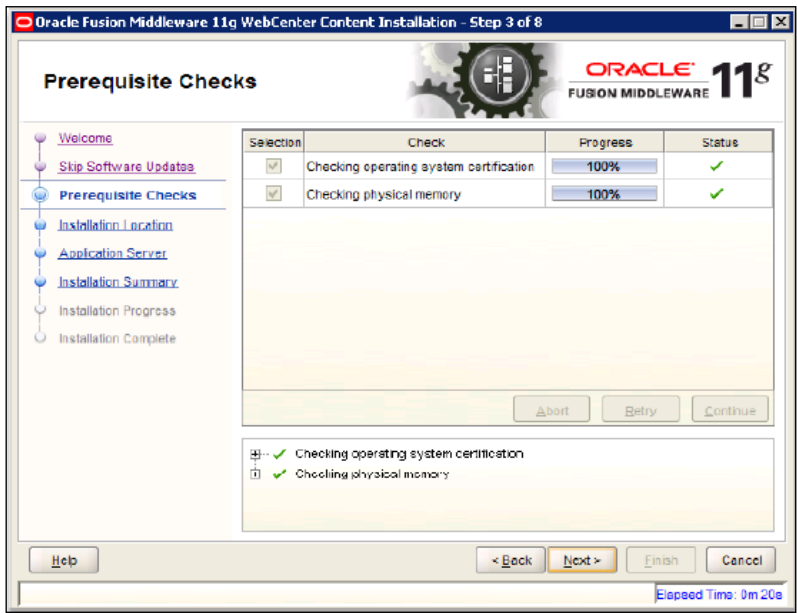 Oracle Fusion Middleware 11g WebCenter Content Installation - Step 3 of 8
Prerequisite Checks
ORACLE
FUSION MIDDLEWARE 11g
Welcome
Skip Software Updates
Prerequisite Checks
Installation Location
Application Server
Installation Summary
Installation Progress
Installation Complete
Selection Check Progress Status
Checking operating system certification 100%
Checking physical memory 100%
Abort Retry Continue
Checking operating system certification
Checking physical memory
Help < Back Next > Finish Cancel
Elapsed Time: 0m 20s